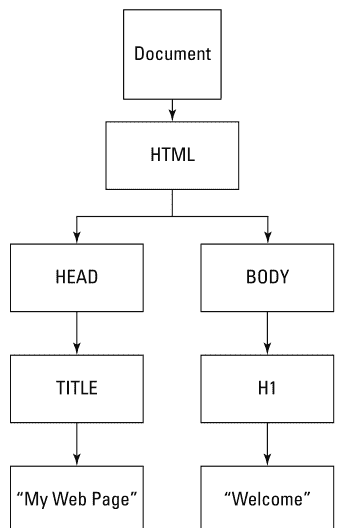 Document
HTML
HEAD
BODY
TITLE
H1
“My Web Page”
“Welcome”